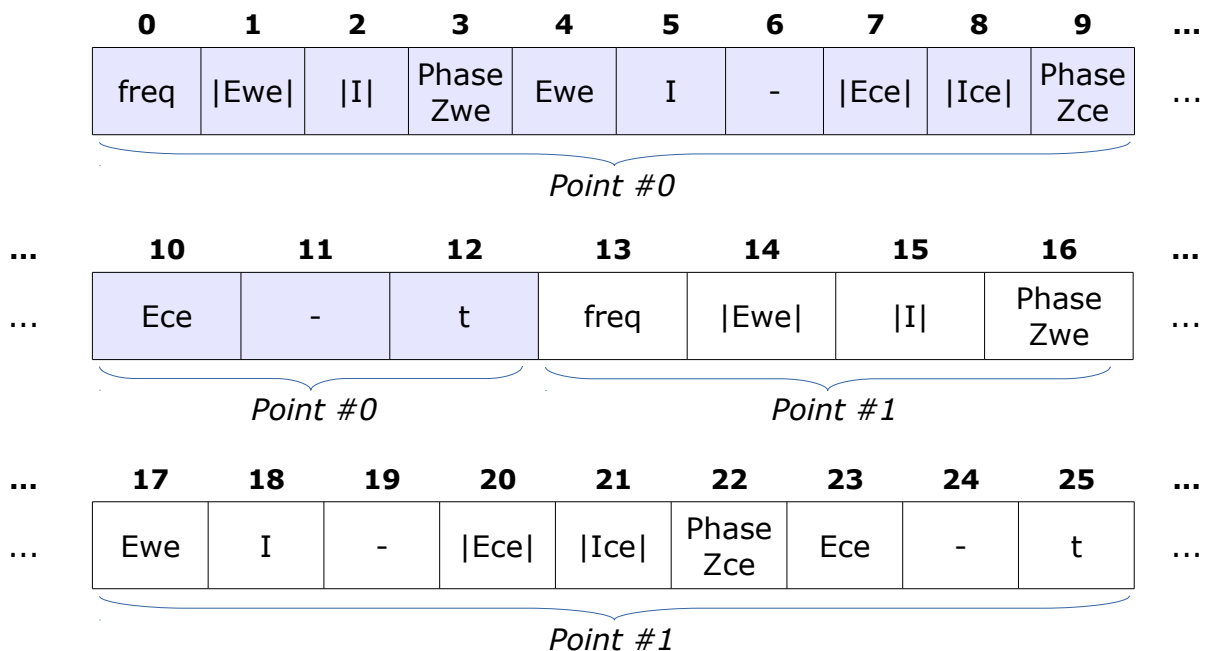 0 1 2 3 4 5 6 7 8 9 ...
freq |Ewe| |I| Phase Zwe Ewe I - |Ece| |Ice| Phase Zce ...
Point #0
... 10 11 12 13 14 15 16 ...
... Ece - t freq |Ewe| |I| Phase Zwe ...
Point #0 Point #1
... 17 18 19 20 21 22 23 24 25 ...
... Ewe I - |Ece| |Ice| Phase Zce Ece - t ...
Point #1